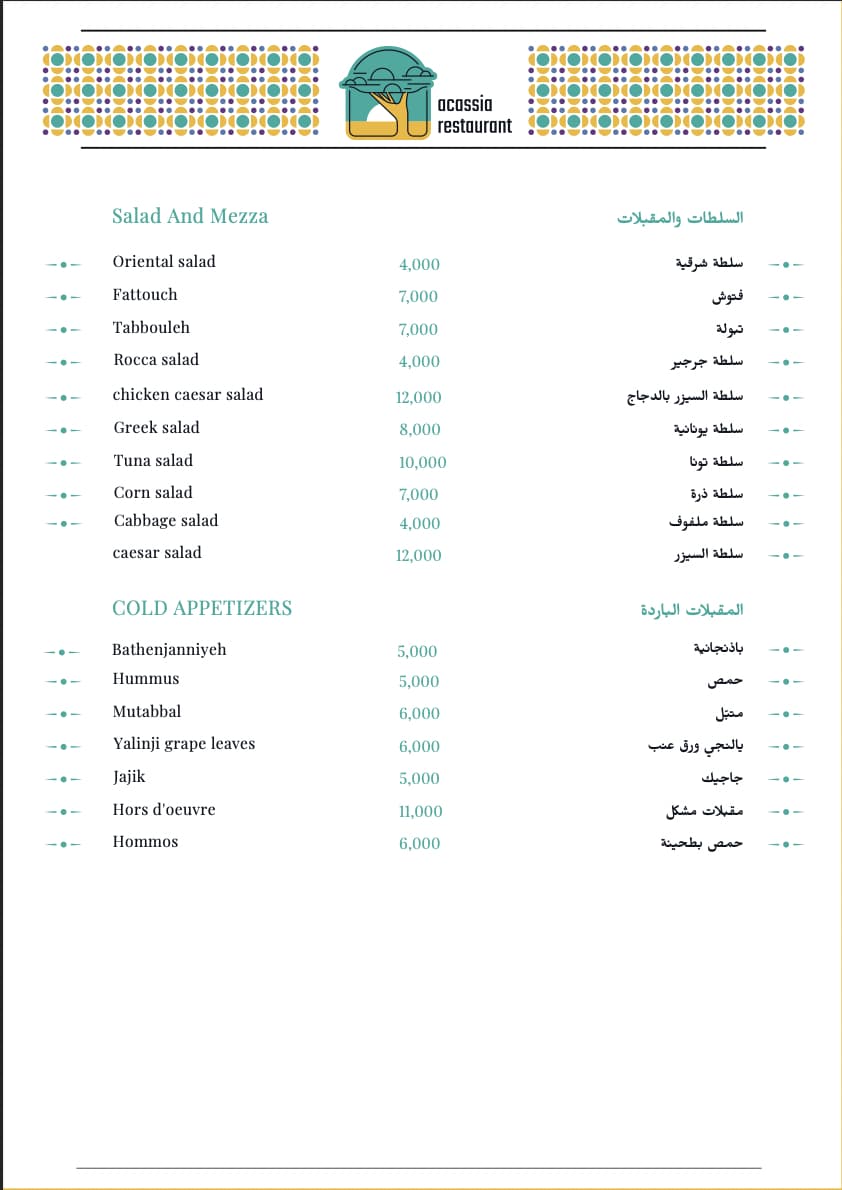 acassia
restaurant
Salad And Mezza السلطات والمقبلات
Oriental salad 4,000 سلطة شرقية
Fattouch 7,000 فتوش
Tabbouleh 7,000 تبولة
Rocca salad 4,000 سلطة جرجير
chicken caesar salad 12,000 سلطة السيزر بالدجاج
Greek salad 8,000 سلطة يونانية
Tuna salad 10,000 سلطة تونا
Corn salad 7,000 سلطة ذرة
Cabbage salad 4,000 سلطة ملفوف
caesar salad 12,000 سلطة السيزر
COLD APPETIZERS المقبلات الباردة
Bathenjanniyeh 5,000 باذنجانية
Hummus 5,000 حمص
Mutabbal 6,000 متبّل
Yalinji grape leaves 6,000 يالنجي ورق عنب
Jajik 5,000 جاجيك
Hors d'oeuvre 11,000 مقبلات مشكل
Hommos 6,000 حمص بطحينة